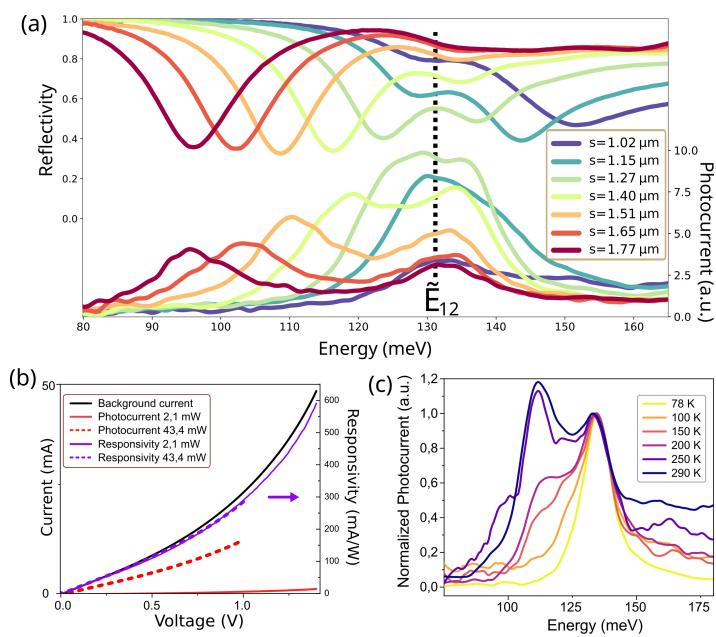 (a)
1.0
0.8
0.6
0.4
0.2
0.0
Reflectivity
10.0
7.5
5.0
2.5
0.0
Photocurrent (a.u.)
s=1.02 μm
s=1.15 μm
s=1.27 μm
s=1.40 μm
s=1.51 μm
s=1.65 μm
s=1.77 μm
Ẽ12
80 90 100 110 120 130 140 150 160
Energy (meV)
(b)
50
0
Current (mA)
Background current
Photocurrent 2,1 mW
Photocurrent 43,4 mW
Responsivity 2,1 mW
Responsivity 43,4 mW
600
500
400
300
200
100
0
Responsivity (mA/W)
0.0 0.5 1.0
Voltage (V)
(c)
1,2
1,0
0,8
0,6
0,4
0,2
0,0
Normalized Photocurrent (a.u.)
78 K
100 K
150 K
200 K
250 K
290 K
100 125 150 175
Energy (meV)